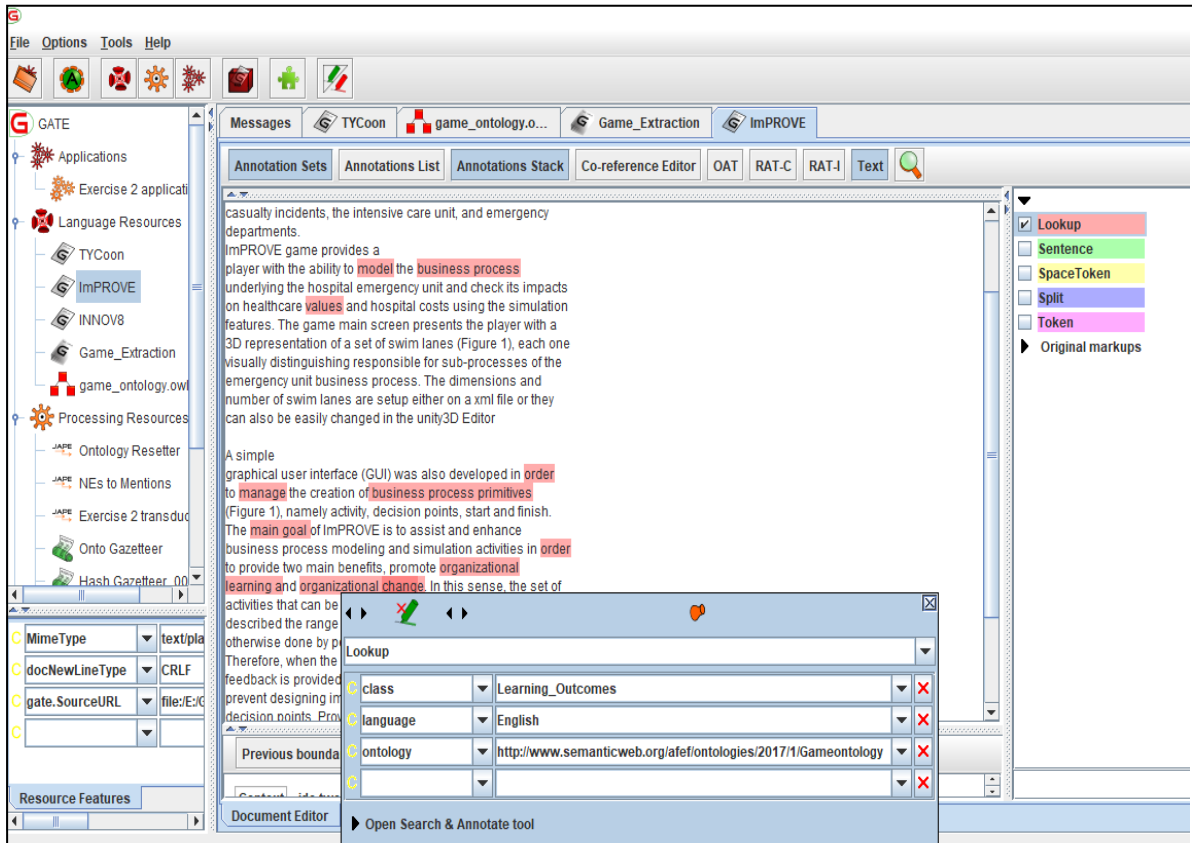 File Options Tools Help
GATE
Applications
Exercise 2 applicati
Language Resources
TYCoon
ImPROVE
INNOV8
Game_Extraction
game_ontology.owl
Processing Resources
JAPE Ontology Resetter
JAPE NEs to Mentions
JAPE Exercise 2 transduc
Onto Gazetteer
Hash Gazetteer_00
C MimeType text/pla
C docNewLineType CRLF
C gate.SourceURL file:/E:/G
C
Resource Features
Messages TYCoon game_ontology.o... Game_Extraction ImPROVE
Annotation Sets Annotations List Annotations Stack Co-reference Editor OAT RAT-C RAT-I Text
casualty incidents, the intensive care unit, and emergency
departments.
ImPROVE game provides a
player with the ability to model the business process
underlying the hospital emergency unit and check its impacts
on healthcare values and hospital costs using the simulation
features. The game main screen presents the player with a
3D representation of a set of swim lanes (Figure 1), each one
visually distinguishing responsible for sub-processes of the
emergency unit business process. The dimensions and
number of swim lanes are setup either on a xml file or they
can also be easily changed in the unity3D Editor
A simple
graphical user interface (GUI) was also developed in order
to manage the creation of business process primitives
(Figure 1), namely activity, decision points, start and finish.
The main goal of ImPROVE is to assist and enhance
business process modeling and simulation activities in order
to provide two main benefits, promote organizational
learning and organizational change. In this sense, the set of
activities that can be
described the range
otherwise done by pe
Therefore, when the
feedback is provided
prevent designing im
decision points. Prov
Previous bounda
Document Editor
Lookup
C class Learning_Outcomes
C language English
C ontology http://www.semanticweb.org/afef/ontologies/2017/1/Gameontology
C
Open Search & Annotate tool
Lookup
Sentence
SpaceToken
Split
Token
Original markups